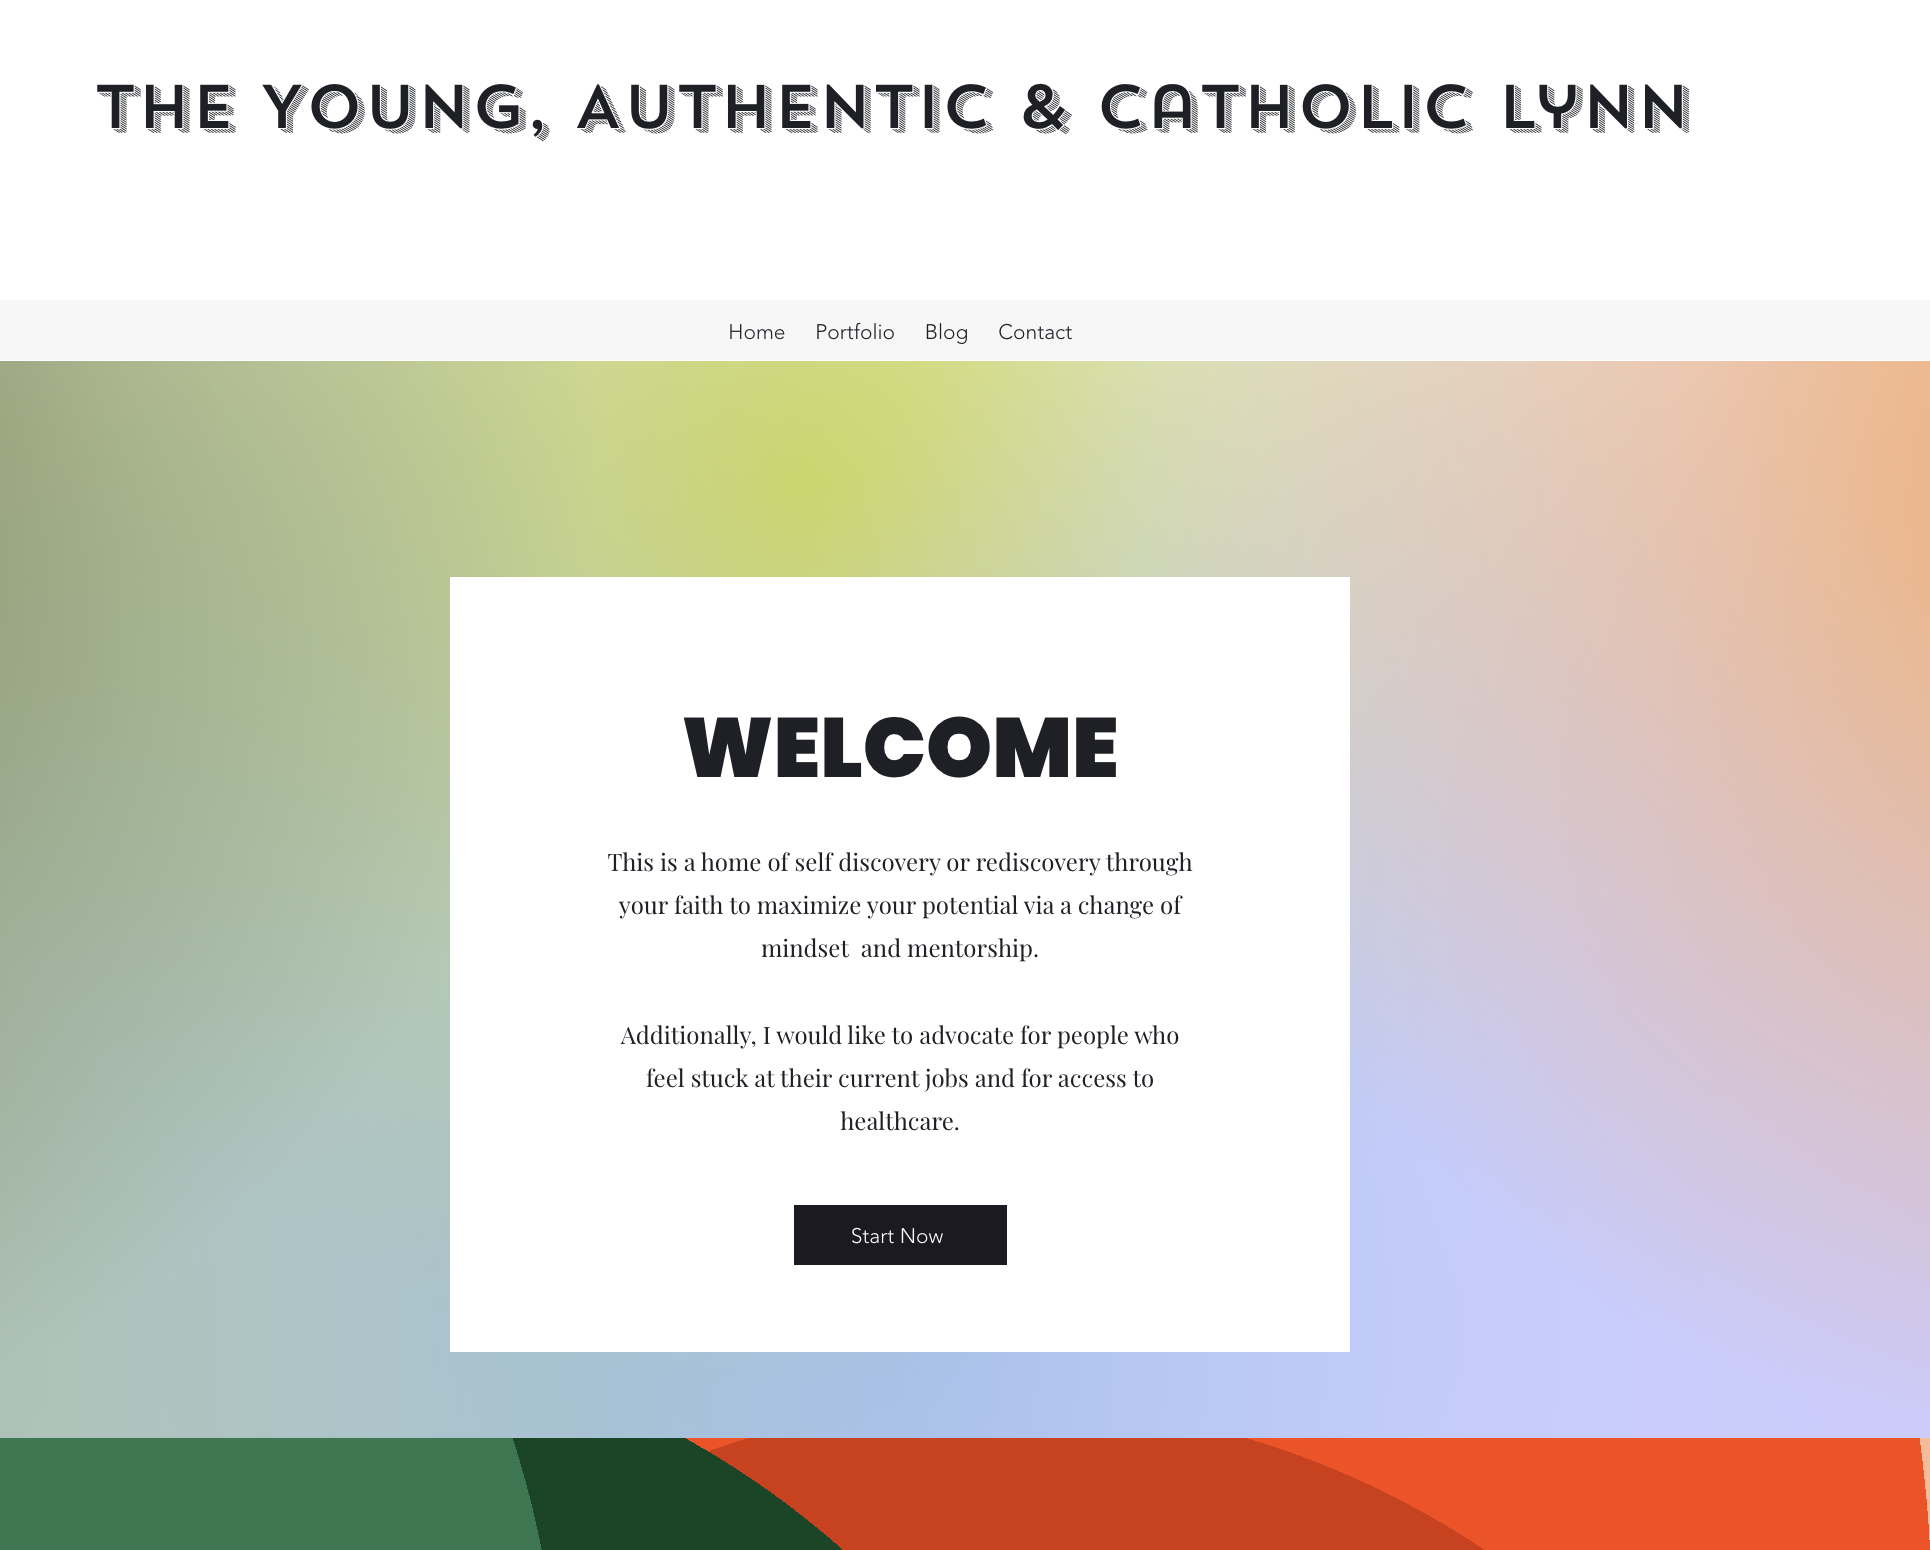 THE YOUNG, AUTHENTIC & CATHOLIC LYNN
Home Portfolio Blog Contact
WELCOME
This is a home of self discovery or rediscovery through
your faith to maximize your potential via a change of
mindset  and mentorship.
Additionally, I would like to advocate for people who
feel stuck at their current jobs and for access to
healthcare.
Start Now